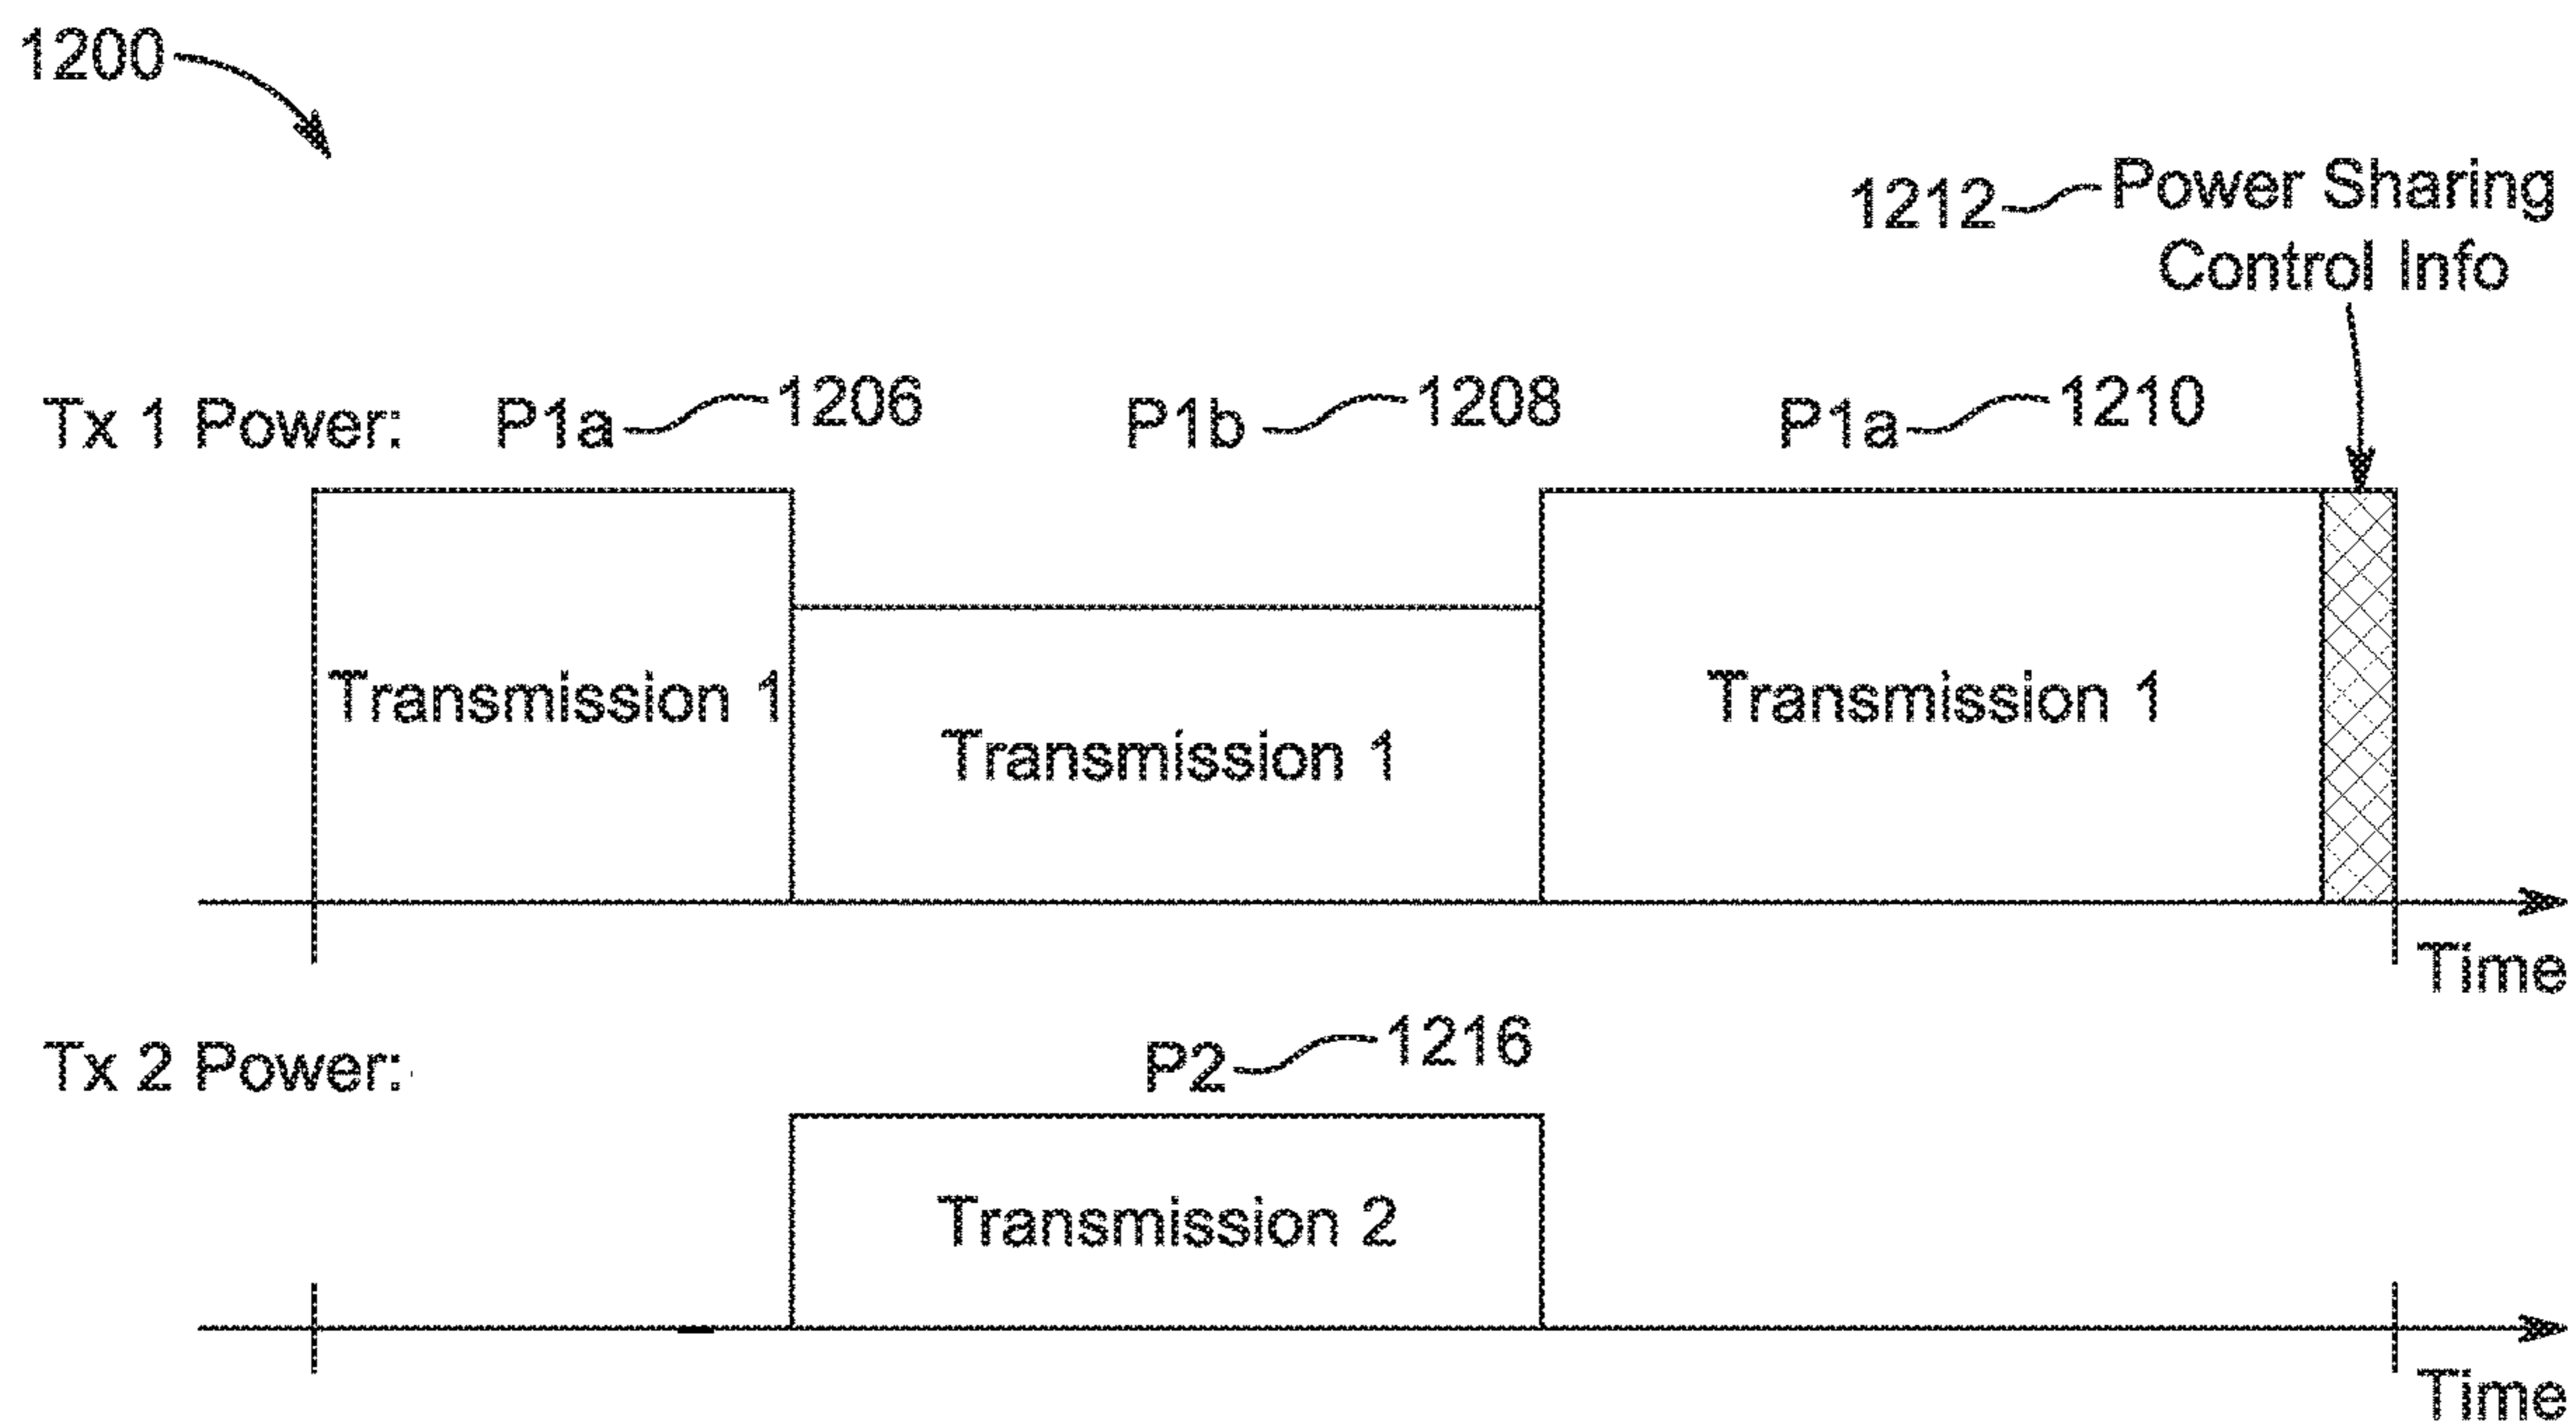 1200
1212 Power Sharing
Control Info
Tx 1 Power: P1a 1206 P1b 1208 P1a 1210
Transmission 1 Transmission 1 Transmission 1
Time
Tx 2 Power: P2 1216
Transmission 2
Time